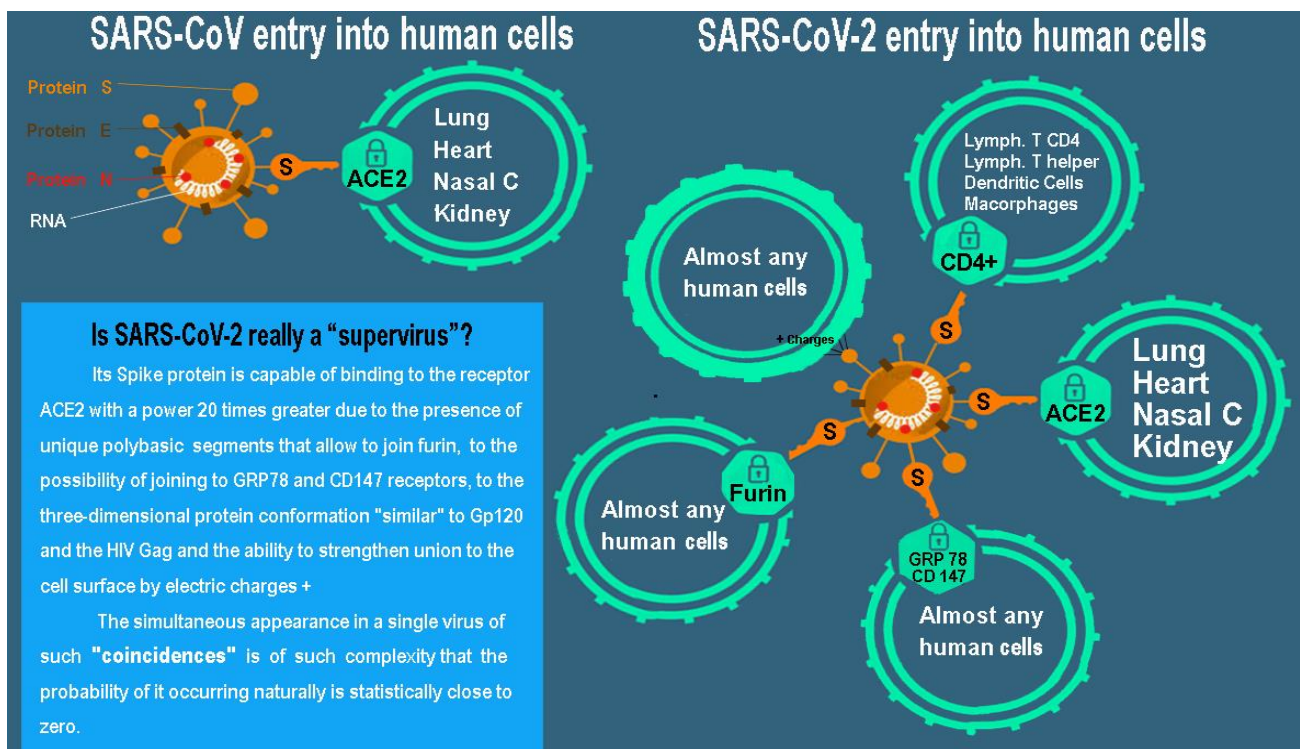 SARS-CoV entry into human cells
Protein S
Protein E
Protein N
RNA
S
ACE2
Lung
Heart
Nasal C
Kidney
Is SARS-CoV-2 really a “supervirus”?
Its Spike protein is capable of binding to the receptor
ACE2 with a power 20 times greater due to the presence of
unique polybasic segments that allow to join furin, to the
possibility of joining to GRP78 and CD147 receptors, to the
three-dimensional protein conformation "similar" to Gp120
and the HIV Gag and the ability to strengthen union to the
cell surface by electric charges +
The simultaneous appearance in a single virus of
such "coincidences" is of such complexity that the
probability of it occurring naturally is statistically close to
zero.
SARS-CoV-2 entry into human cells
Lymph. T CD4
Lymph. T helper
Dendritic Cells
Macorphages
CD4+
S
Almost any
human cells
+ Charges
S
ACE2
Lung
Heart
Nasal C
Kidney
S
Furin
Almost any
human cells
S
GRP 78
CD 147
Almost any
human cells